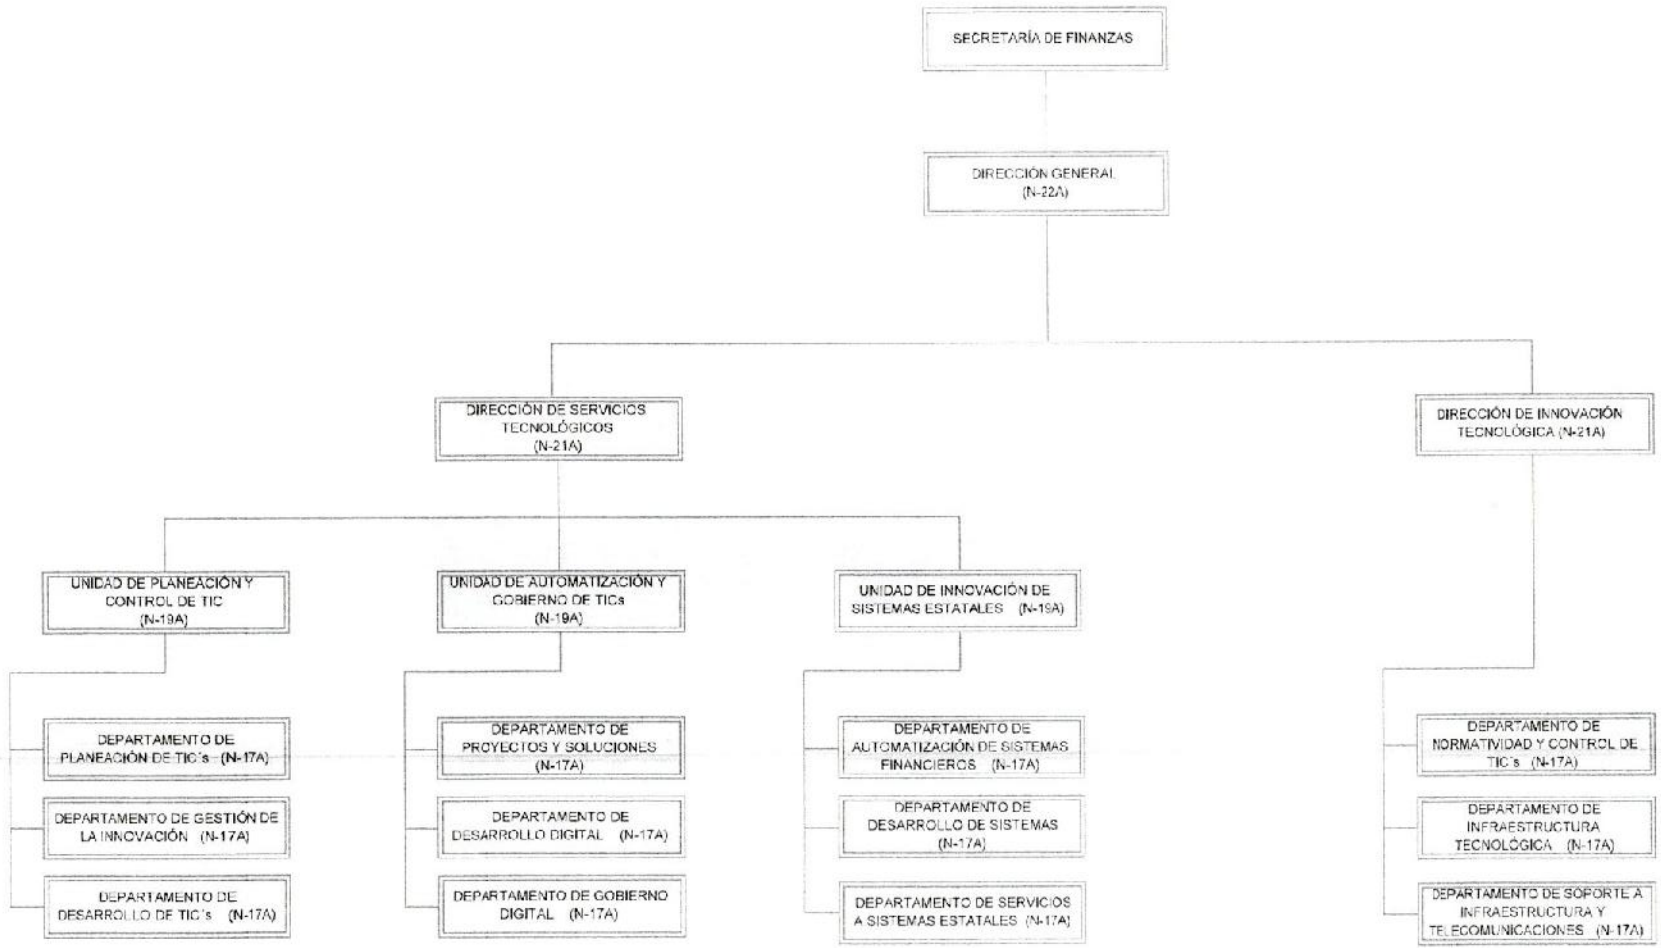 SECRETARÍA DE FINANZAS
DIRECCIÓN GENERAL
(N-22A)
DIRECCIÓN DE SERVICIOS
TECNOLÓGICOS
(N-21A)
DIRECCIÓN DE INNOVACIÓN
TECNOLÓGICA (N-21A)
UNIDAD DE PLANEACIÓN Y
CONTROL DE TIC
(N-19A)
UNIDAD DE AUTOMATIZACIÓN Y
GOBIERNO DE TICs
(N-19A)
UNIDAD DE INNOVACIÓN DE
SISTEMAS ESTATALES (N-19A)
DEPARTAMENTO DE
PLANEACIÓN DE TIC´s (N-17A)
DEPARTAMENTO DE GESTIÓN DE
LA INNOVACIÓN (N-17A)
DEPARTAMENTO DE
DESARROLLO DE TIC´s (N-17A)
DEPARTAMENTO DE
PROYECTOS Y SOLUCIONES
(N-17A)
DEPARTAMENTO DE
DESARROLLO DIGITAL (N-17A)
DEPARTAMENTO DE GOBIERNO
DIGITAL (N-17A)
DEPARTAMENTO DE
AUTOMATIZACIÓN DE SISTEMAS
FINANCIEROS (N-17A)
DEPARTAMENTO DE
DESARROLLO DE SISTEMAS
(N-17A)
DEPARTAMENTO DE SERVICIOS
A SISTEMAS ESTATALES (N-17A)
DEPARTAMENTO DE
NORMATIVIDAD Y CONTROL DE
TIC´s (N-17A)
DEPARTAMENTO DE
INFRAESTRUCTURA
TECNOLÓGICA (N-17A)
DEPARTAMENTO DE SOPORTE A
INFRAESTRUCTURA Y
TELECOMUNICACIONES (N-17A)